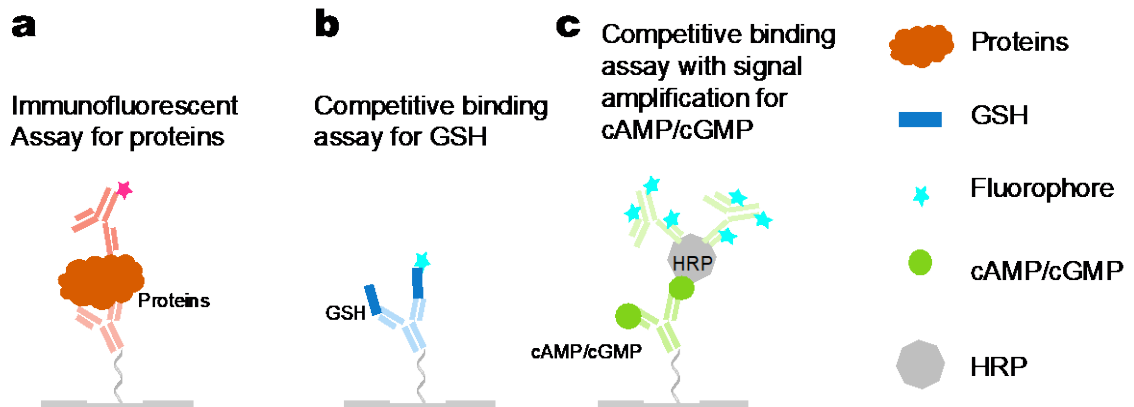 a
Immunofluorescent
Assay for proteins
Proteins
b
Competitive binding
assay for GSH
GSH
c
Competitive binding
assay with signal
amplification for
cAMP/cGMP
HRP
cAMP/cGMP
Proteins
GSH
Fluorophore
cAMP/cGMP
HRP